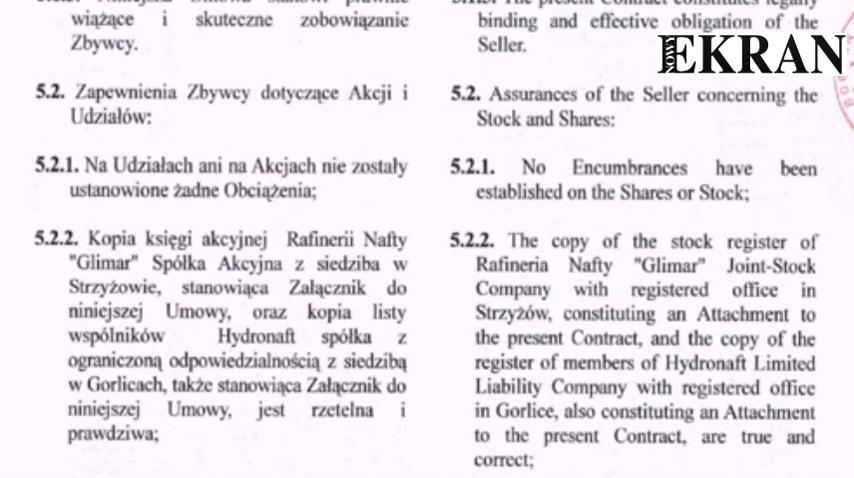 wiążące i skuteczne zobowiązanie
Zbywcy.
5.2. Zapewnienia Zbywcy dotyczące Akcji i
Udziałów:
5.2.1. Na Udziałach ani na Akcjach nie zostały
ustanowione żadne Obciążenia;
5.2.2. Kopia księgi akcyjnej Rafinerii Nafty
"Glimar" Spółka Akcyjna z siedziba w
Strzyżowie, stanowiąca Załącznik do
niniejszej Umowy, oraz kopia listy
wspólników Hydronaft spółka z
ograniczoną odpowiedzialnością z siedzibą
w Gorlicach, także stanowiąca Załącznik do
niniejszej Umowy, jest rzetelna i
prawdziwa;
binding and effective obligation of the
Seller.
5.2. Assurances of the Seller concerning the
Stock and Shares:
5.2.1. No Encumbrances have been
established on the Shares or Stock;
5.2.2. The copy of the stock register of
Rafineria Nafty "Glimar" Joint-Stock
Company with registered office in
Strzyżów, constituting an Attachment to
the present Contract, and the copy of the
register of members of Hydronaft Limited
Liability Company with registered office
in Gorlice, also constituting an Attachment
to the present Contract, are true and
correct;
NOWY EKRAN